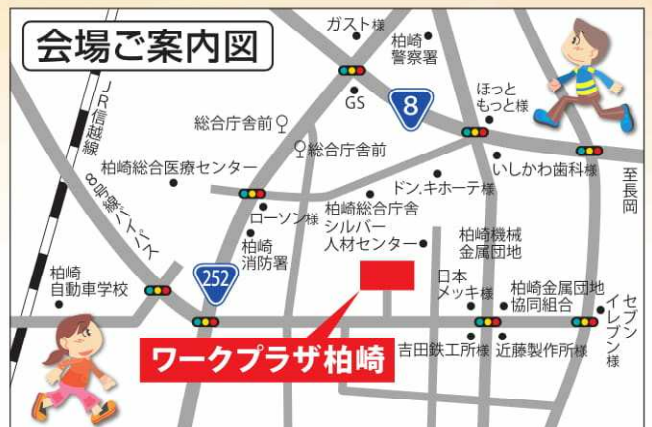 会場ご案内図
ガスト様
柏崎
警察署
GS
8
ほっと
もっと様
JR信越線
総合庁舎前
総合庁舎前
柏崎総合医療センター
8号線バイパス
いしかわ歯科様
至長岡
ドン.キホーテ様
ローソン様
柏崎
消防署
柏崎総合庁舎
シルバー
人材センター
柏崎機械
金属団地
柏崎
自動車学校
252
日本
メッキ様
柏崎金属団地
協同組合
セブン
イレブン様
ワークプラザ柏崎
吉田鉄工所様
近藤製作所様